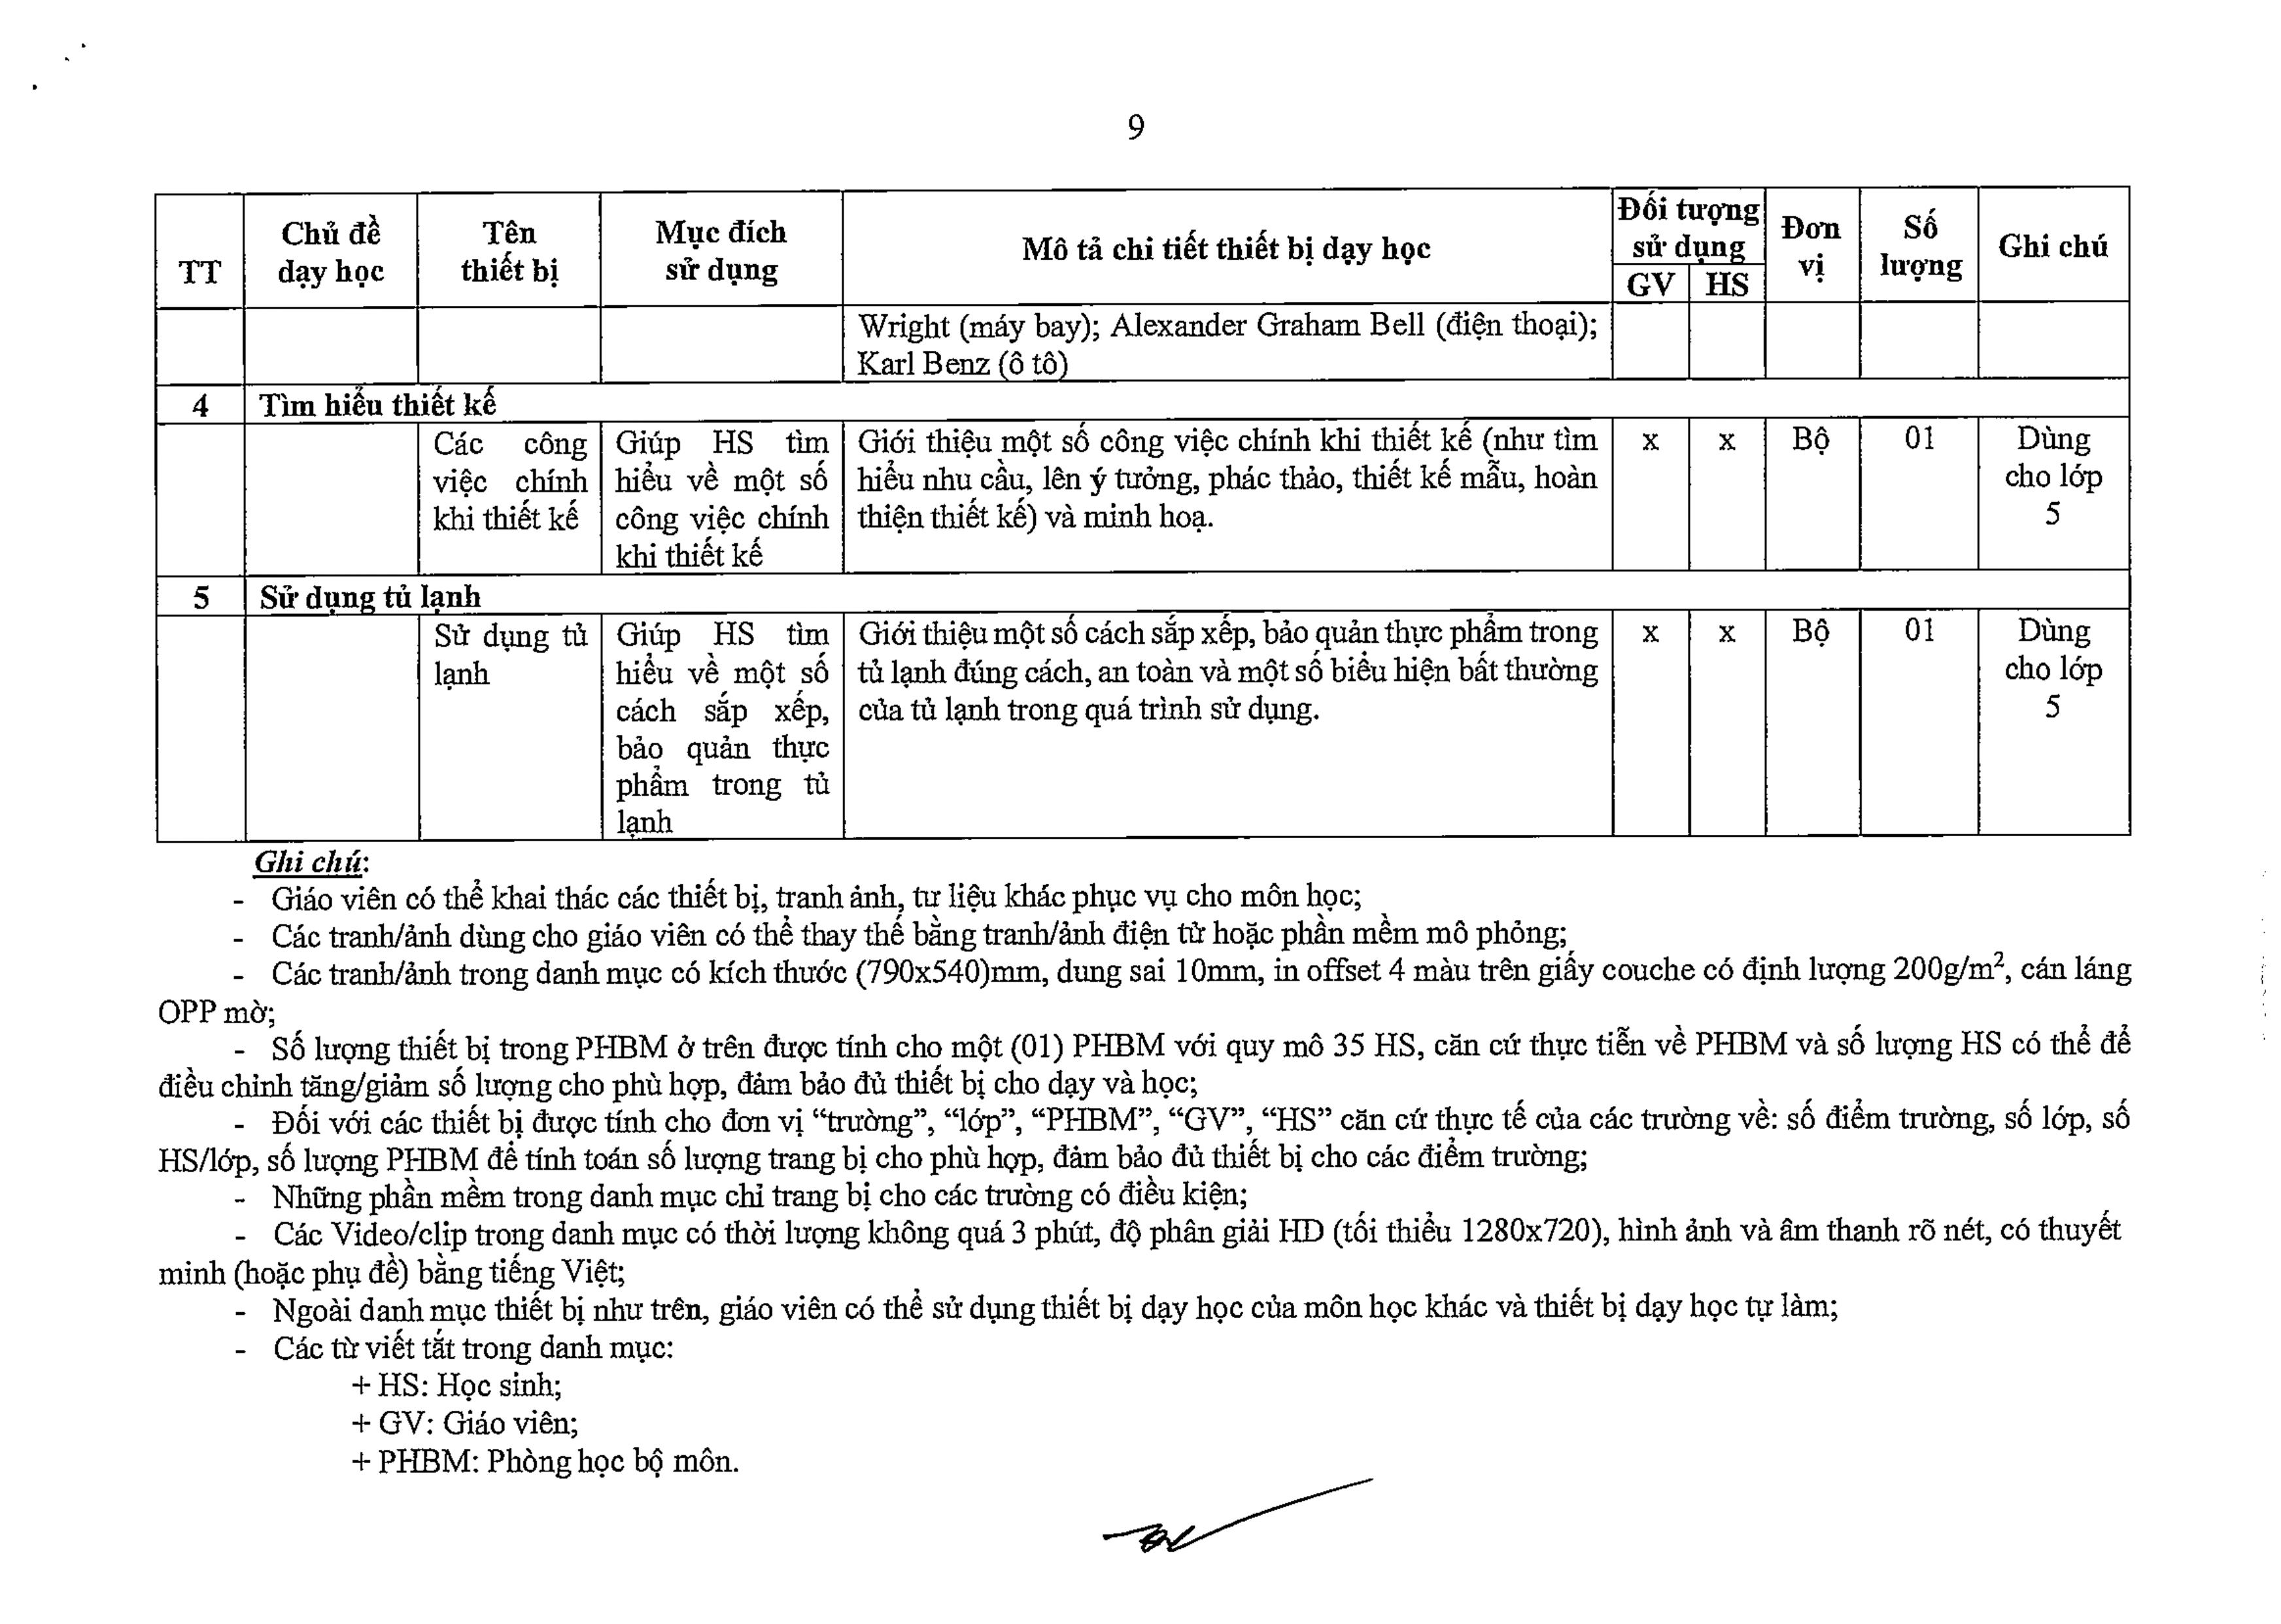 9
TT
Chủ đề
dạy học
Tên
thiết bị
Mục đích
sử dụng
Mô tả chi tiết thiết bị dạy học
Đối tượng
sử dụng
GV HS
Đơn
vị
Số
lượng
Ghi chú
Wright (máy bay); Alexander Graham Bell (điện thoại);
Karl Benz (ô tô)
4 Tìm hiểu thiết kế
Các công
việc chính
khi thiết kế
Giúp HS tìm
hiểu về một số
công việc chính
khi thiết kế
Giới thiệu một số công việc chính khi thiết kế (như tìm
hiểu nhu cầu, lên ý tưởng, phác thảo, thiết kế mẫu, hoàn
thiện thiết kế) và minh hoạ.
x x Bộ 01
Dùng
cho lớp
5
5 Sử dụng tủ lạnh
Sử dụng tủ
lạnh
Giúp HS tìm
hiểu về một số
cách sắp xếp,
bảo quản thực
phẩm trong tủ
lạnh
Giới thiệu một số cách sắp xếp, bảo quản thực phẩm trong
tủ lạnh đúng cách, an toàn và một số biểu hiện bất thường
của tủ lạnh trong quá trình sử dụng.
x x Bộ 01
Dùng
cho lớp
5
Ghi chú:
- Giáo viên có thể khai thác các thiết bị, tranh ảnh, tư liệu khác phục vụ cho môn học;
- Các tranh/ảnh dùng cho giáo viên có thể thay thế bằng tranh/ảnh điện tử hoặc phần mềm mô phỏng;
- Các tranh/ảnh trong danh mục có kích thước (790x540)mm, dung sai 10mm, in offset 4 màu trên giấy couche có định lượng 200g/m², cán láng
OPP mờ;
- Số lượng thiết bị trong PHBM ở trên được tính cho một (01) PHBM với quy mô 35 HS, căn cứ thực tiễn về PHBM và số lượng HS có thể để
điều chỉnh tăng/giảm số lượng cho phù hợp, đảm bảo đủ thiết bị cho dạy và học;
- Đối với các thiết bị được tính cho đơn vị “trường”, “lớp”, “PHBM”, “GV”, “HS” căn cứ thực tế của các trường về: số điểm trường, số lớp, số
HS/lớp, số lượng PHBM để tính toán số lượng trang bị cho phù hợp, đảm bảo đủ thiết bị cho các điểm trường;
- Những phần mềm trong danh mục chỉ trang bị cho các trường có điều kiện;
- Các Video/clip trong danh mục có thời lượng không quá 3 phút, độ phân giải HD (tối thiểu 1280x720), hình ảnh và âm thanh rõ nét, có thuyết
minh (hoặc phụ đề) bằng tiếng Việt;
- Ngoài danh mục thiết bị như trên, giáo viên có thể sử dụng thiết bị dạy học của môn học khác và thiết bị dạy học tự làm;
- Các từ viết tắt trong danh mục:
+ HS: Học sinh;
+ GV: Giáo viên;
+ PHBM: Phòng học bộ môn.